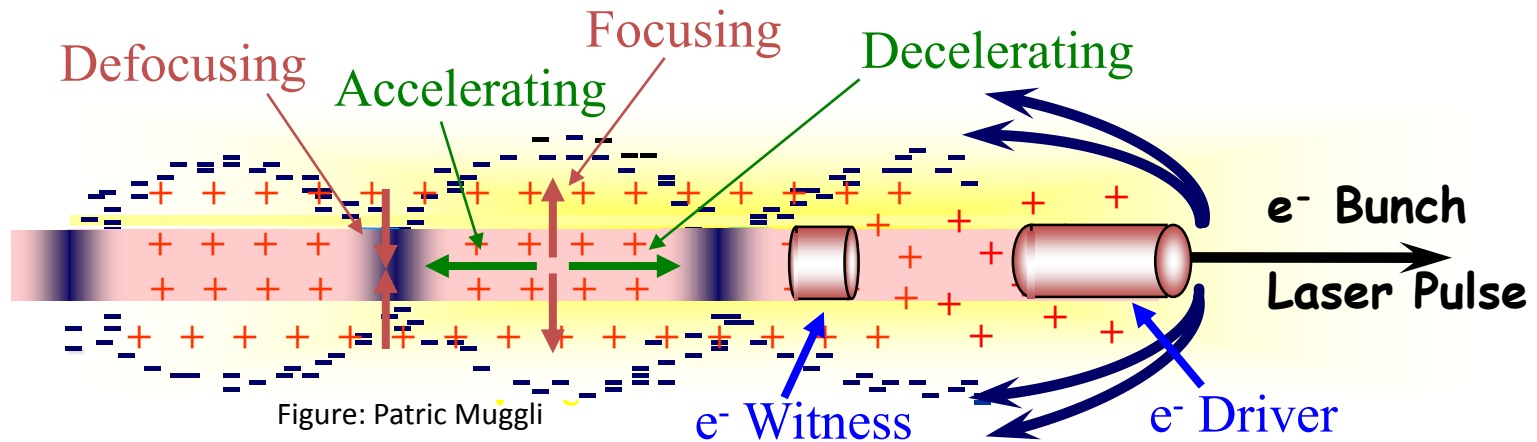 Focusing
Defocusing
Decelerating
Accelerating
e⁻ Bunch
Laser Pulse
Figure: Patric Muggli
e⁻ Witness
e⁻ Driver